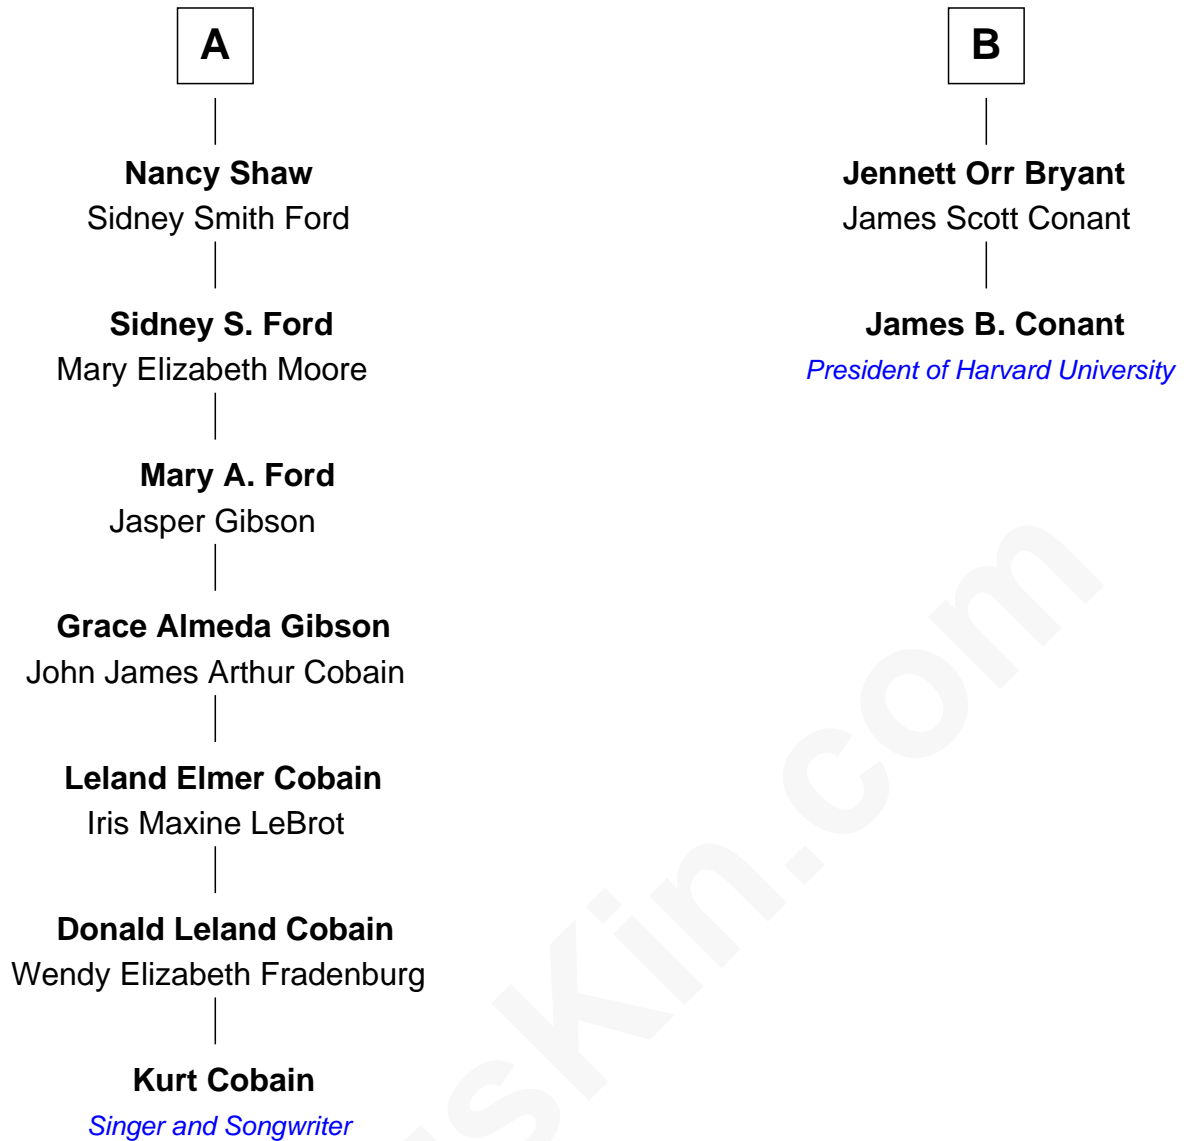 A
Nancy Shaw
Sidney Smith Ford
Sidney S. Ford
Mary Elizabeth Moore
Mary A. Ford
Jasper Gibson
Grace Almeda Gibson
John James Arthur Cobain
Leland Elmer Cobain
Iris Maxine LeBrot
Donald Leland Cobain
Wendy Elizabeth Fradenburg
Kurt Cobain
Singer and Songwriter
B
Jennett Orr Bryant
James Scott Conant
James B. Conant
President of Harvard University